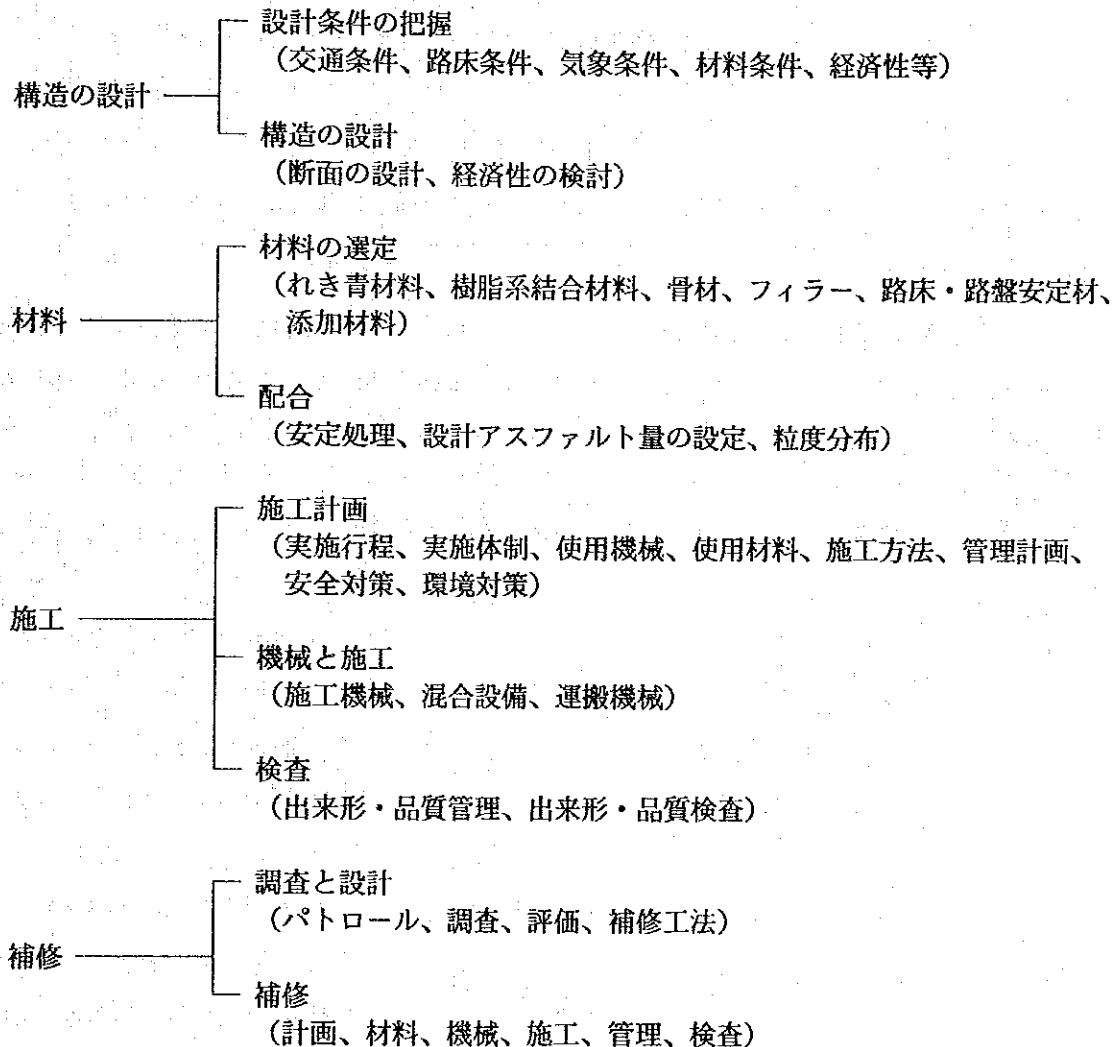 設計条件の把握
(交通条件、路床条件、気象条件、材料条件、経済性等)
構造の設計
構造の設計
(断面の設計、経済性の検討)
材料の選定
(れき青材料、樹脂系結合材料、骨材、フィラー、路床・路盤安定材、
添加材料)
材料
配合
(安定処理、設計アスファルト量の設定、粒度分布)
施工計画
(実施行程、実施体制、使用機械、使用材料、施工方法、管理計画、
安全対策、環境対策)
施工
機械と施工
(施工機械、混合設備、運搬機械)
検査
(出来形・品質管理、出来形・品質検査)
調査と設計
(パトロール、調査、評価、補修工法)
補修
補修
(計画、材料、機械、施工、管理、検査)